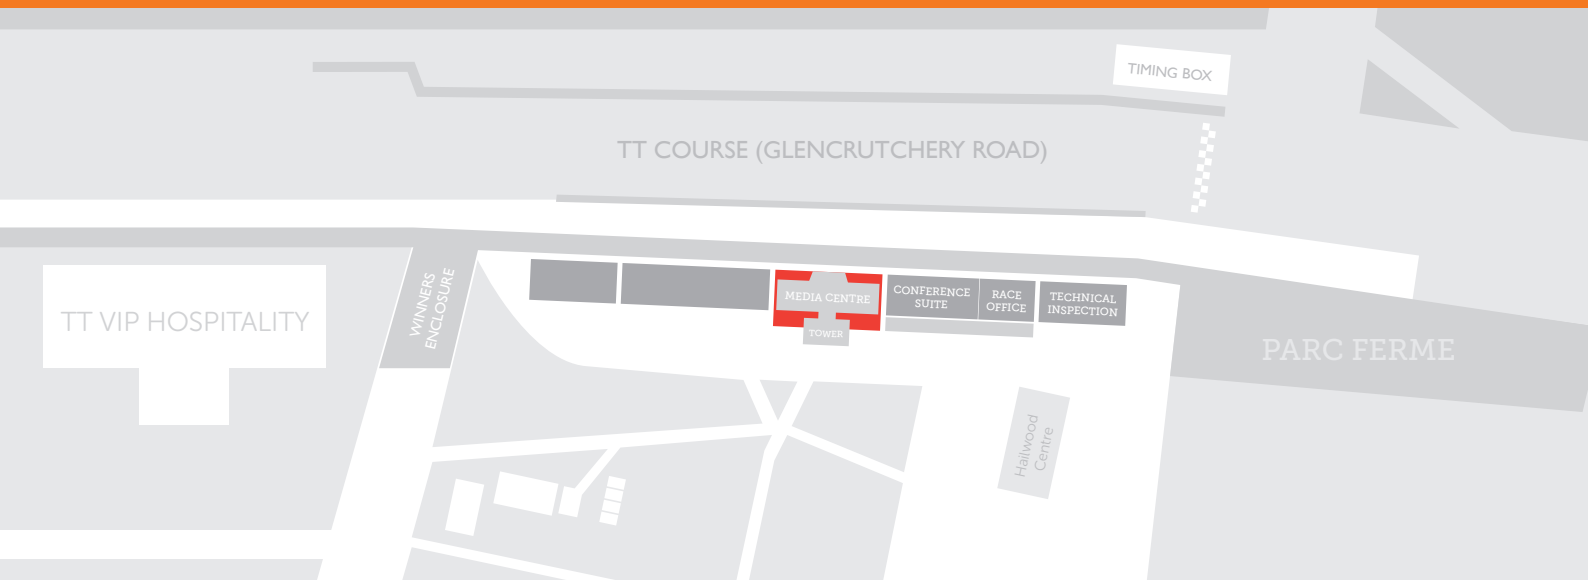 TIMING BOX
TT COURSE (GLENCRUTCHERY ROAD)
WINNERS
ENCLOSURE
TT VIP HOSPITALITY
MEDIA CENTRE
TOWER
CONFERENCE
SUITE
RACE
OFFICE
TECHNICAL
INSPECTION
PARC FERME
Hailwood
Centre